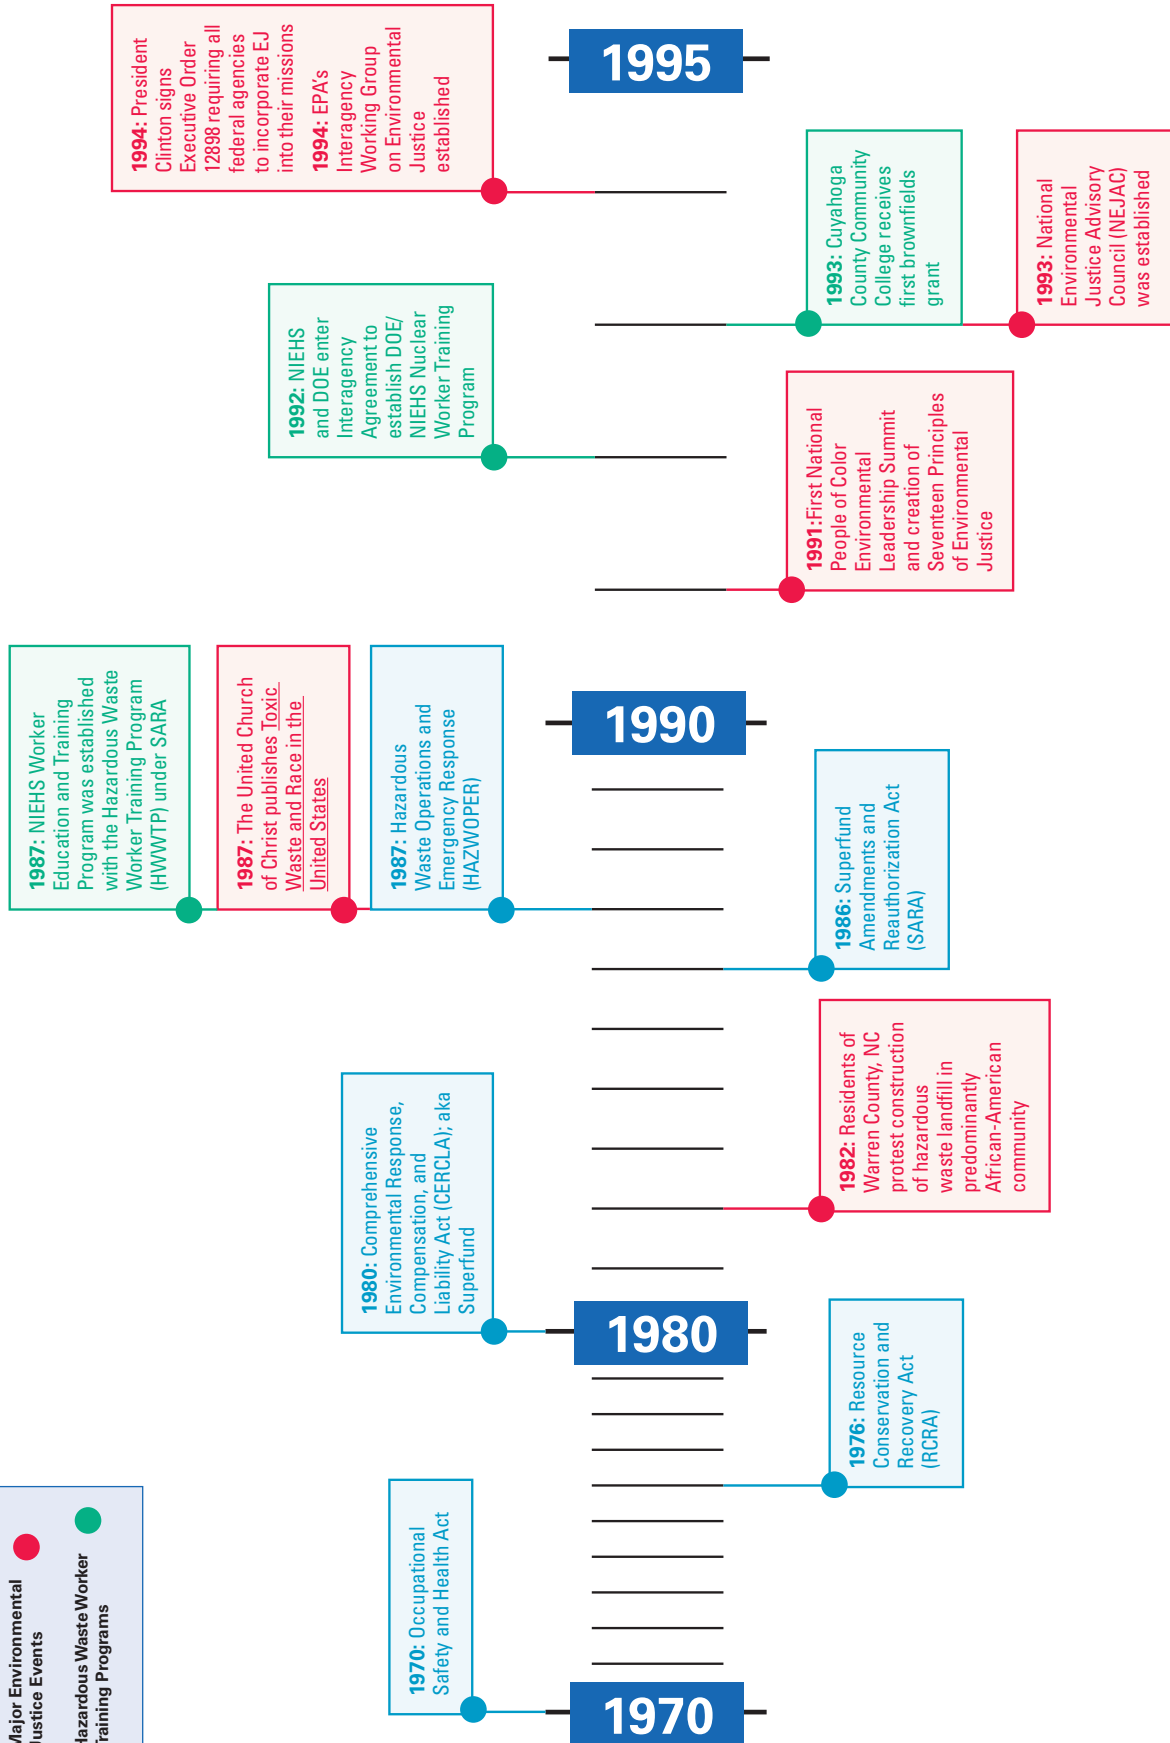 Major Environmental
Justice Events
Hazardous Waste Worker
Training Programs
1970
1970: Occupational
Safety and Health Act
1976: Resource
Conservation and
Recovery Act
(RCRA)
1980
1980: Comprehensive
Environmental Response,
Compensation, and
Liability Act (CERCLA); aka
Superfund
1982: Residents of
Warren County, NC
protest construction
of hazardous
waste landfill in
predominantly
African-American
community
1986: Superfund
Amendments and
Reauthorization Act
(SARA)
1987: NIEHS Worker
Education and Training
Program was established
with the Hazardous Waste
Worker Training Program
(HWWTP) under SARA
1987: The United Church
of Christ publishes Toxic
Waste and Race in the
United States
1987: Hazardous
Waste Operations and
Emergency Response
(HAZWOPER)
1990
1991:First National
People of Color
Environmental
Leadership Summit
and creation of
Seventeen Principles
of Environmental
Justice
1992: NIEHS
and DOE enter
Interagency
Agreement to
establish DOE/
NIEHS Nuclear
Worker Training
Program
1993: Cuyahoga
County Community
College receives
first brownfields
grant
1993: National
Environmental
Justice Advisory
Council (NEJAC)
was established
1994: President
Clinton signs
Executive Order
12898 requiring all
federal agencies
to incorporate EJ
into their missions
1994: EPA's
Interagency
Working Group
on Environmental
Justice
established
1995